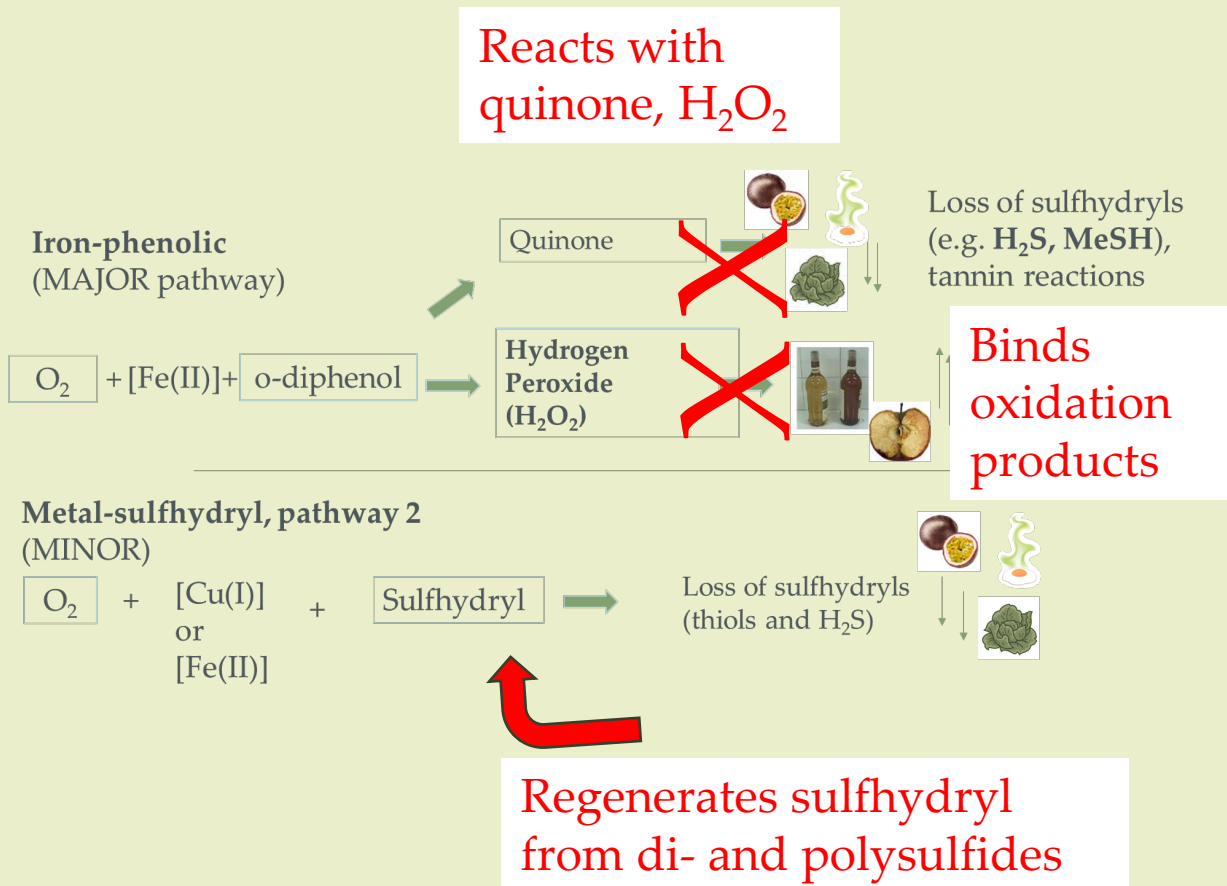 Reacts with
quinone, H₂O₂
Iron-phenolic
(MAJOR pathway)
Quinone
Loss of sulfhydryls
(e.g. H₂S, MeSH),
tannin reactions
O₂ + [Fe(II)]+ o-diphenol
Hydrogen
Peroxide
(H₂O₂)
Binds
oxidation
products
Metal-sulfhydryl, pathway 2
(MINOR)
O₂ + [Cu(I)] + Sulfhydryl
or
[Fe(II)]
Loss of sulfhydryls
(thiols and H₂S)
Regenerates sulfhydryl
from di- and polysulfides